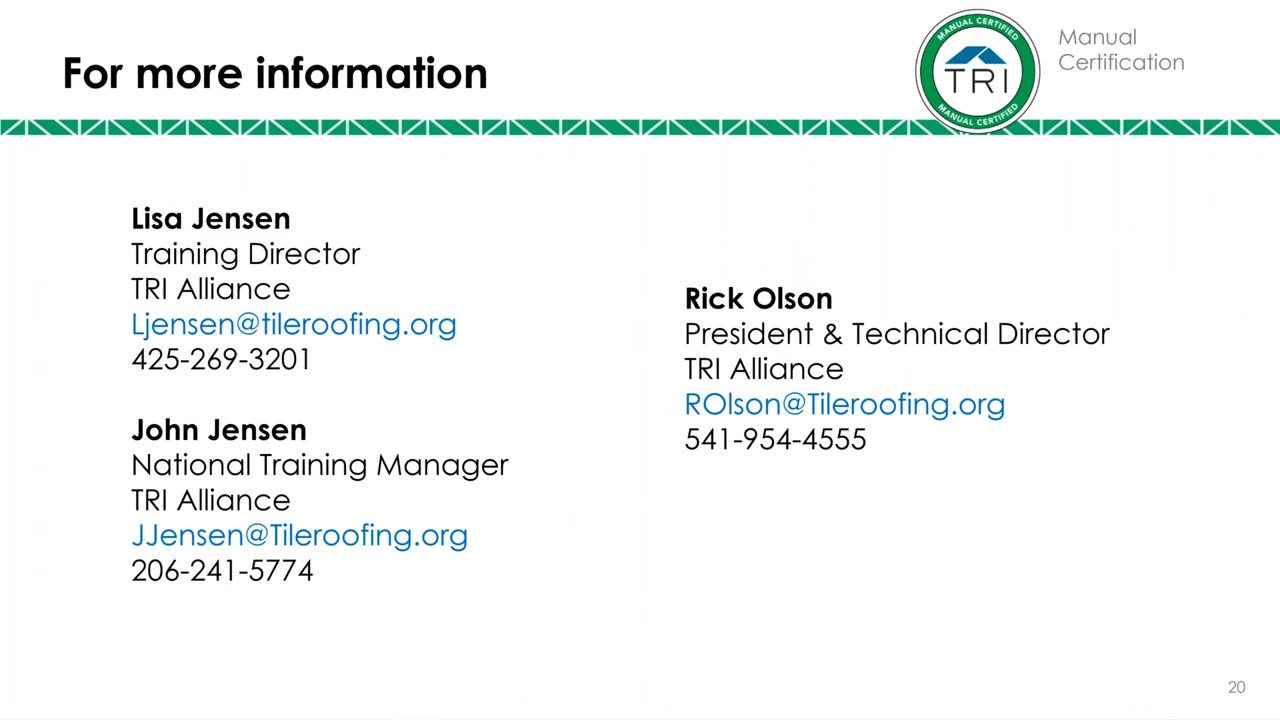 For more information
MANUAL CERTIFIED
TRI
MANUAL CERTIFIED
Manual
Certification
Lisa Jensen
Training Director
TRI Alliance
Ljensen@tileroofing.org
425-269-3201
John Jensen
National Training Manager
TRI Alliance
JJensen@Tileroofing.org
206-241-5774
Rick Olson
President & Technical Director
TRI Alliance
ROlson@Tileroofing.org
541-954-4555
20